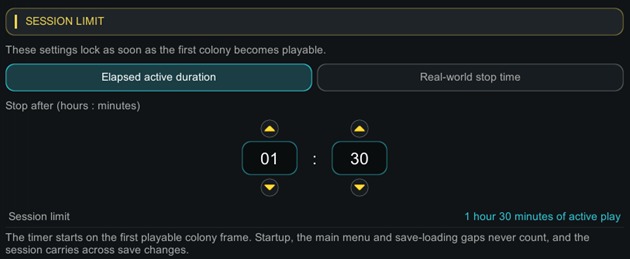 SESSION LIMIT
These settings lock as soon as the first colony becomes playable.
Elapsed active duration
Real-world stop time
Stop after (hours : minutes)
01 : 30
Session limit
1 hour 30 minutes of active play
The timer starts on the first playable colony frame. Startup, the main menu and save-loading gaps never count, and the
session carries across save changes.